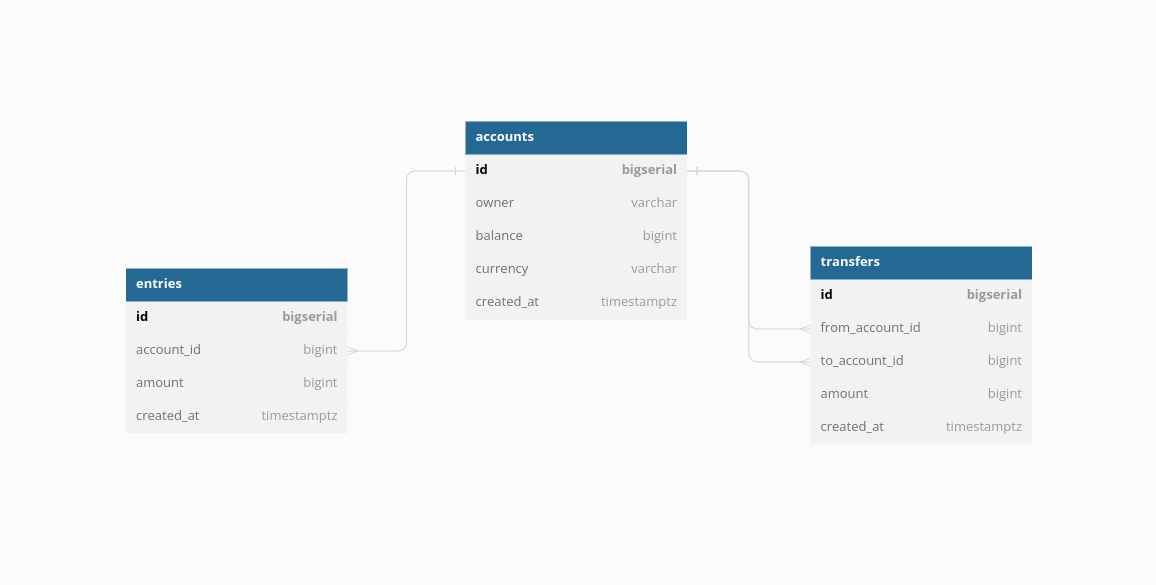 accounts
id bigserial
owner varchar
balance bigint
currency varchar
created_at timestamptz
entries
id bigserial
account_id bigint
amount bigint
created_at timestamptz
transfers
id bigserial
from_account_id bigint
to_account_id bigint
amount bigint
created_at timestamptz